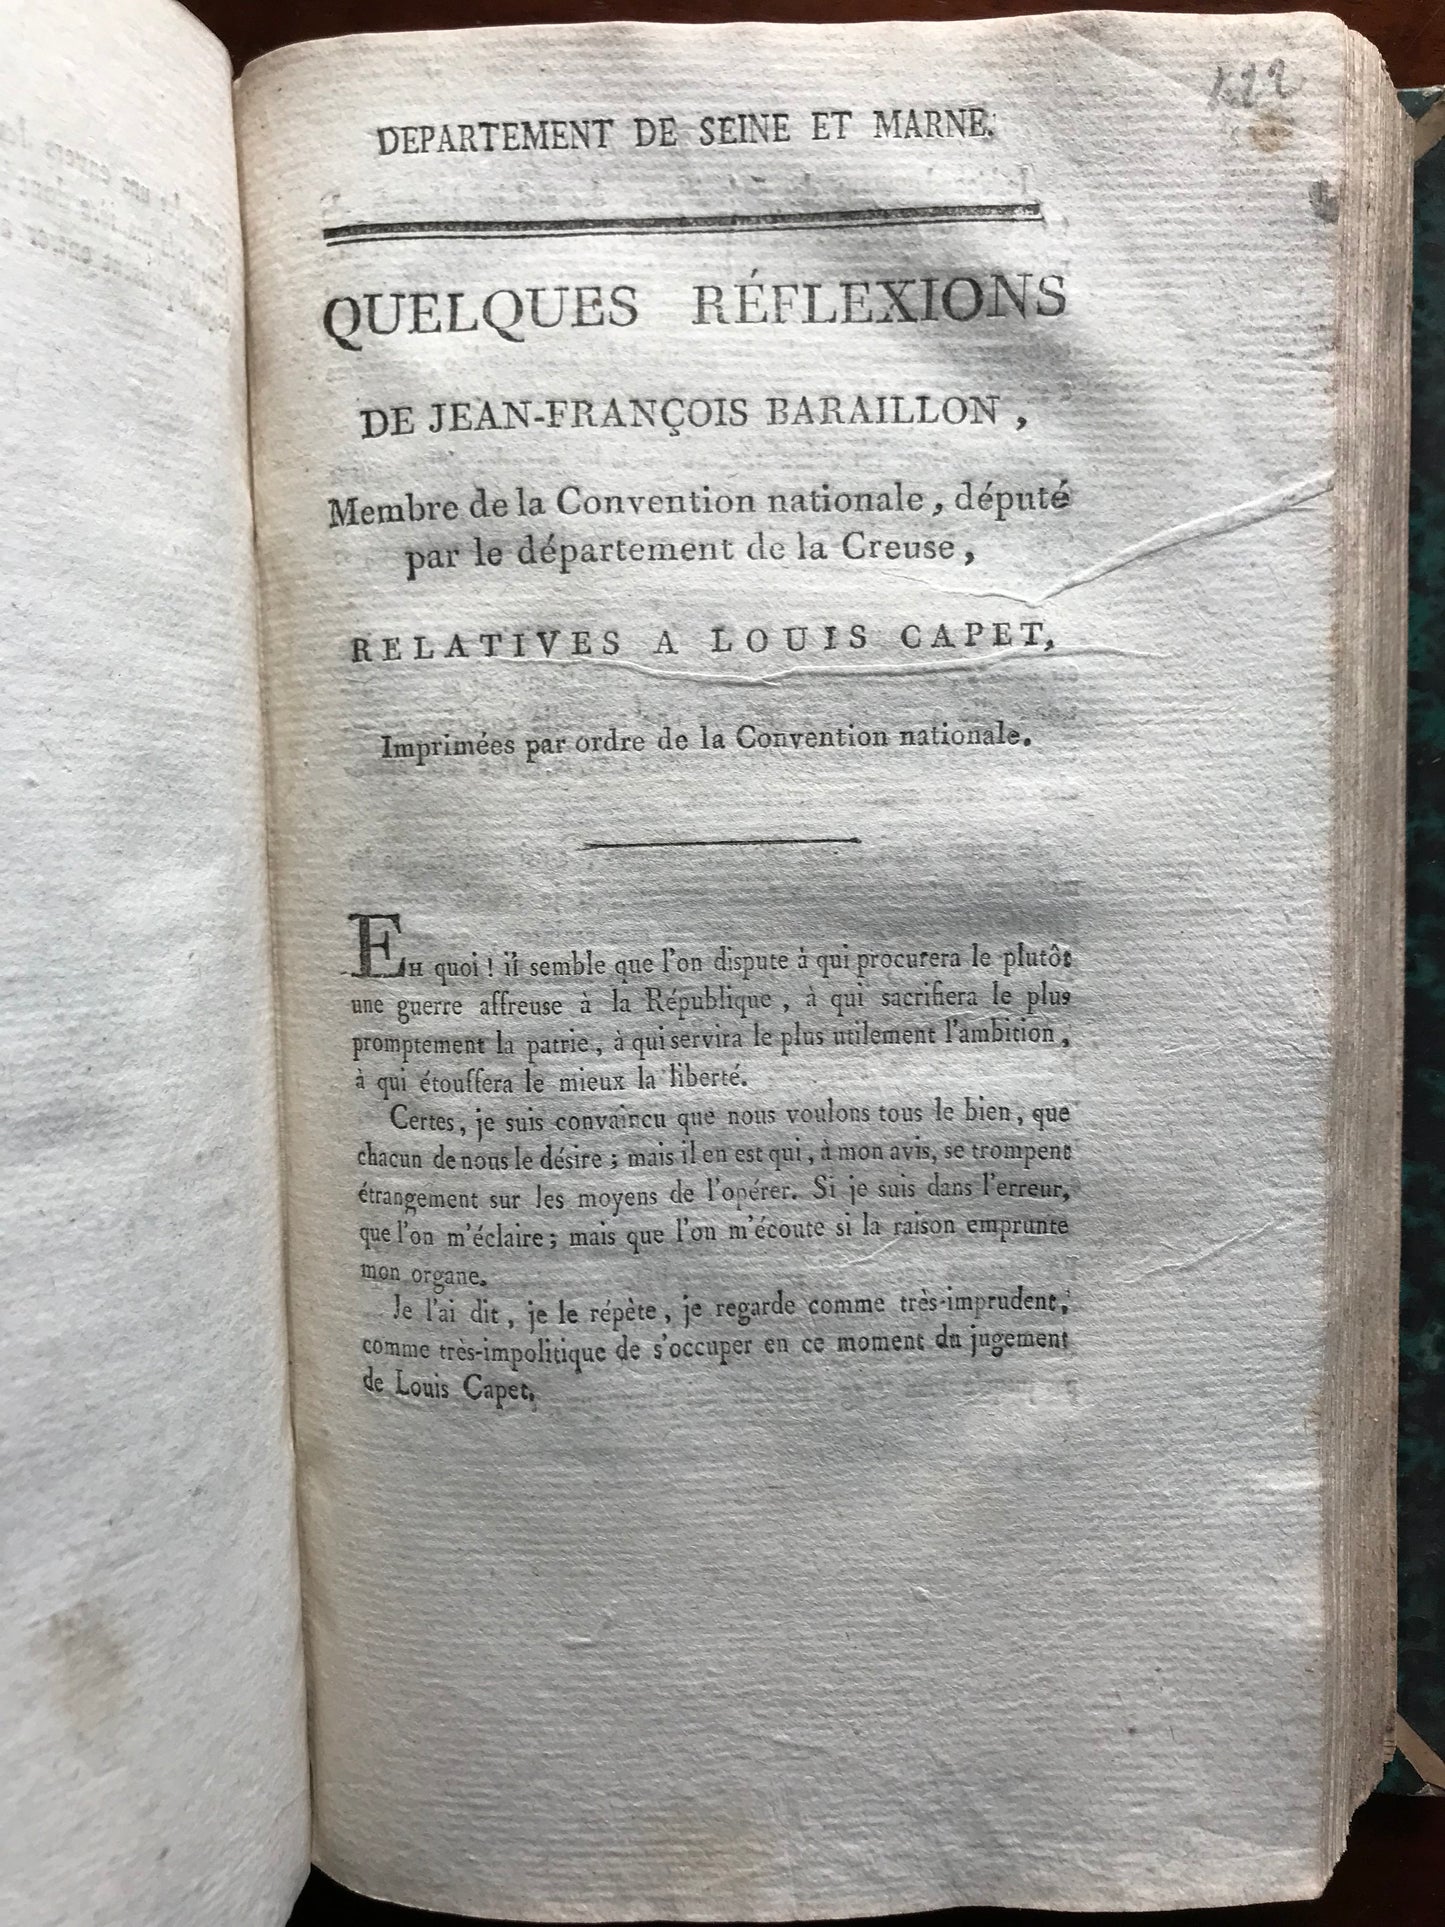 122
DEPARTEMENT DE SEINE ET MARNE.
QUELQUES RÉFLEXIONS
DE JEAN-FRANÇOIS BARAILLON,
Membre de la Convention nationale, député
par le département de la Creuse,
RELATIVES A LOUIS CAPET,
Imprimées par ordre de la Convention nationale.
EH quoi! il semble que l'on dispute à qui procurera le plutôt
une guerre affreuse à la République, à qui sacrifiera le plus
promptement la patrie, à qui servira le plus utilement l'ambition,
à qui étouffera le mieux la liberté.
Certes, je suis convaincu que nous voulons tous le bien, que
chacun de nous le désire; mais il en est qui, à mon avis, se trompent
étrangement sur les moyens de l'opérer. Si je suis dans l'erreur,
que l'on m'éclaire; mais que l'on m'écoute si la raison emprunte
mon organe.
Je l'ai dit, je le répète, je regarde comme très-imprudent,
comme très-impolitique de s'occuper en ce moment du jugement
de Louis Capet.